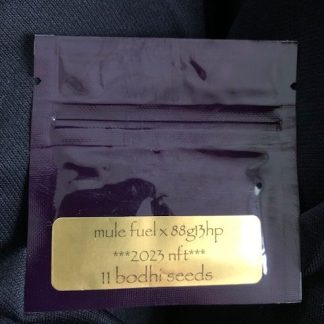 mule fuel x 88g13hp
***2023 nft***
11 bodhi seeds